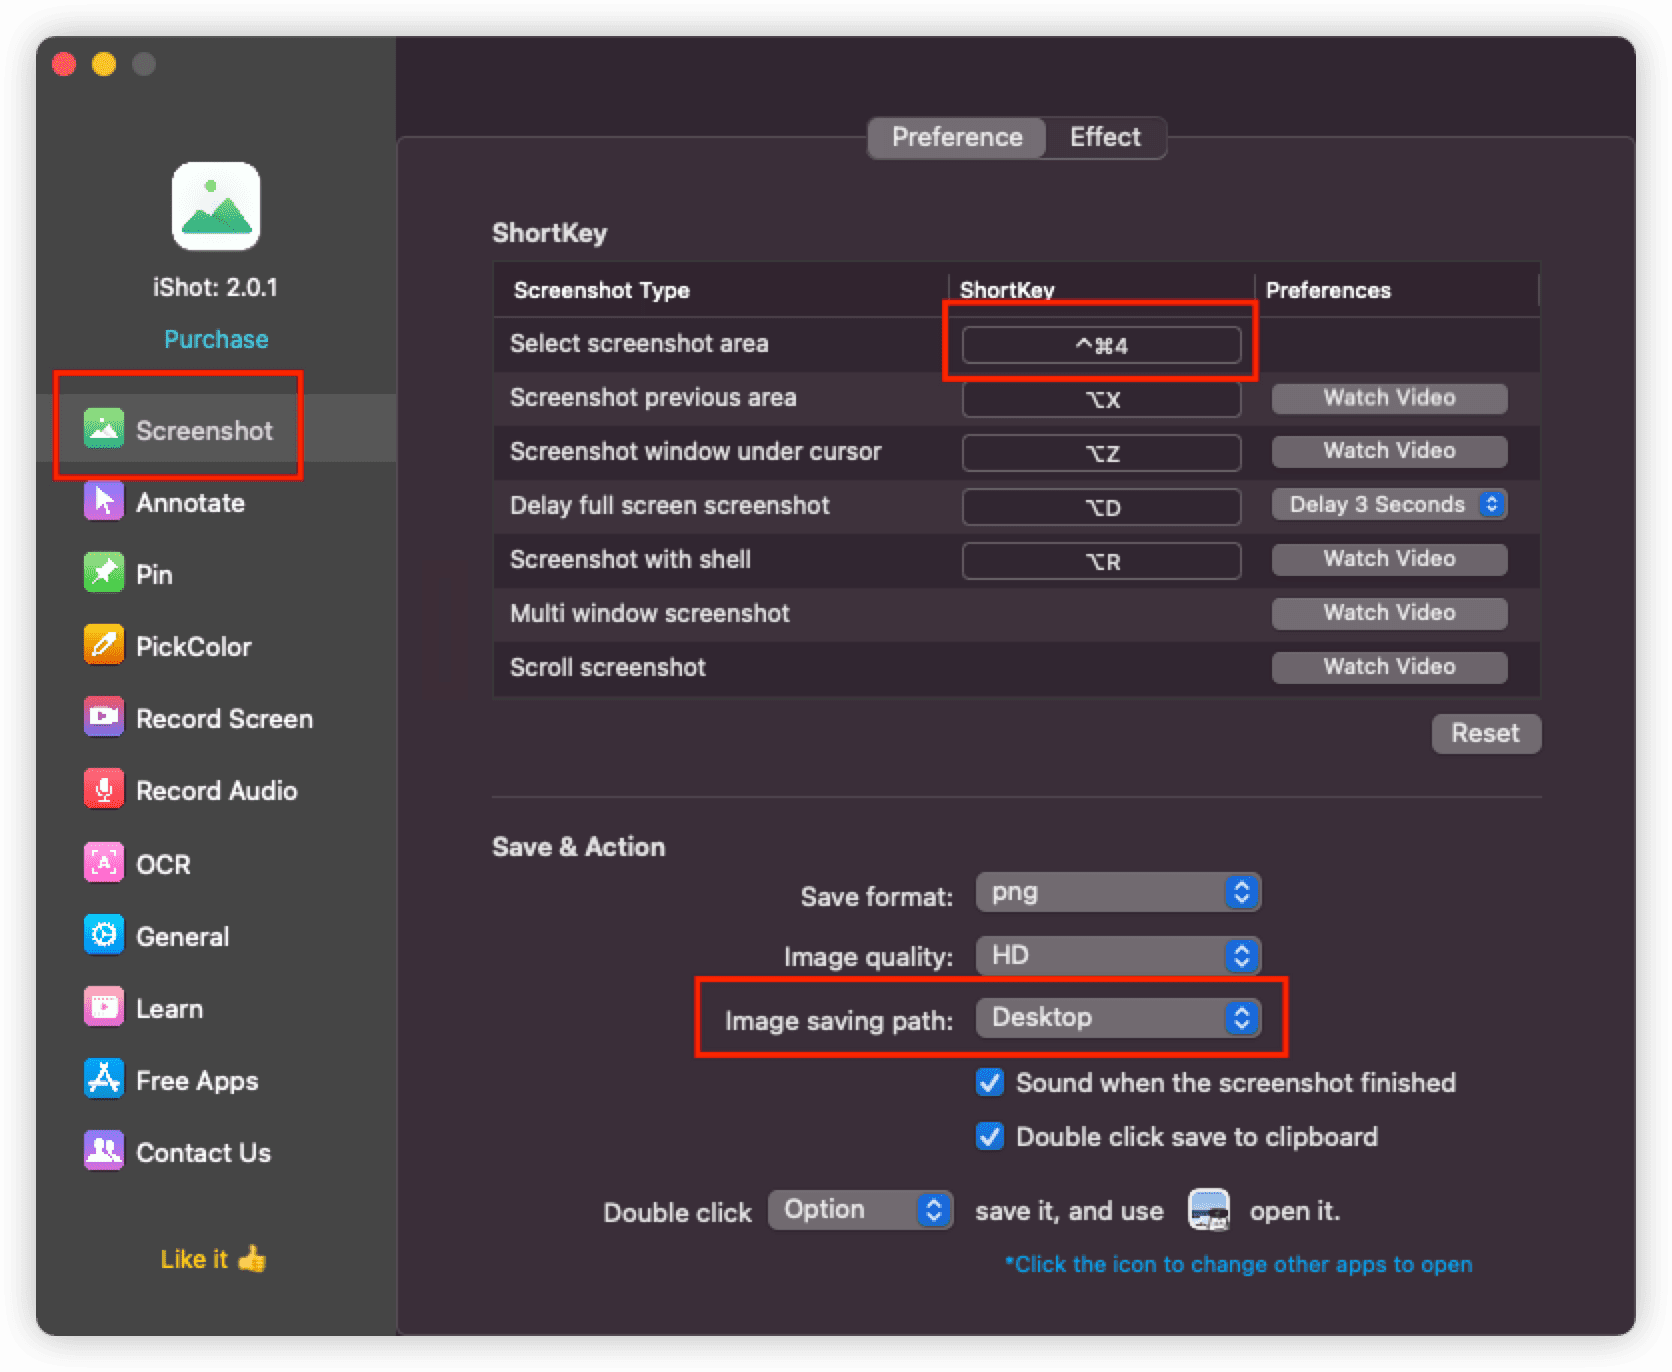 iShot: 2.0.1
Purchase
Screenshot
Annotate
Pin
PickColor
Record Screen
Record Audio
OCR
General
Learn
Free Apps
Contact Us
Like it 👍
Preference Effect
ShortKey
Screenshot Type ShortKey Preferences
Select screenshot area ^⌘4
Screenshot previous area ⌥X Watch Video
Screenshot window under cursor ⌥Z Watch Video
Delay full screen screenshot ⌥D Delay 3 Seconds
Screenshot with shell ⌥R Watch Video
Multi window screenshot Watch Video
Scroll screenshot Watch Video
Reset
Save & Action
Save format: png
Image quality: HD
Image saving path: Desktop
Sound when the screenshot finished
Double click save to clipboard
Double click Option save it, and use open it.
*Click the icon to change other apps to open